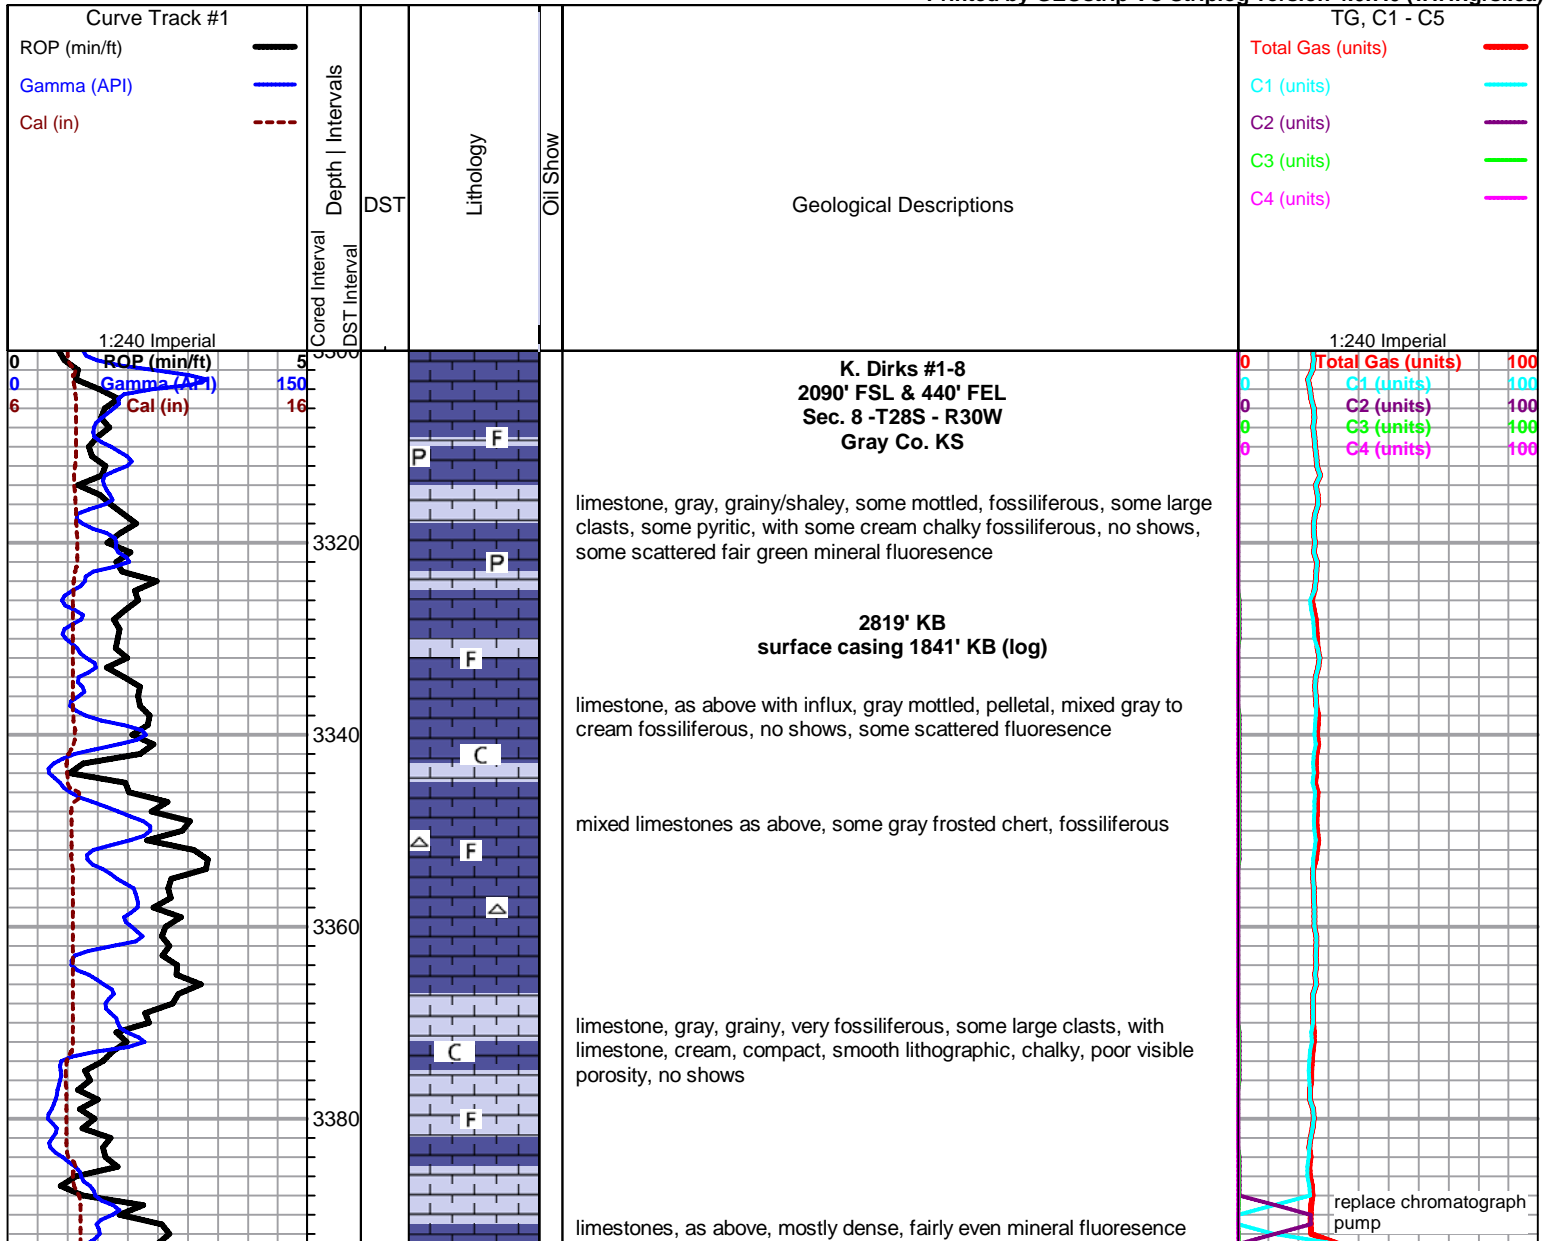 Curve Track #1
ROP (min/ft)
Gamma (API)
Cal (in)
1:240 Imperial
Depth | Intervals
Cored Interval
DST Interval
DST
Lithology
Oil Show
Geological Descriptions
TG, C1 - C5
Total Gas (units)
C1 (units)
C2 (units)
C3 (units)
C4 (units)
1:240 Imperial
0 ROP (min/ft) 5
0 Gamma (API) 150
6 Cal (in) 16
0 Total Gas (units) 100
0 C1 (units) 100
0 C2 (units) 100
0 C3 (units) 100
0 C4 (units) 100
3300
K. Dirks #1-8
2090' FSL & 440' FEL
Sec. 8 -T28S - R30W
Gray Co. KS
F
P
limestone, gray, grainy/shaley, some mottled, fossiliferous, some large
clasts, some pyritic, with some cream chalky fossiliferous, no shows,
some scattered fair green mineral fluoresence
3320
P
2819' KB
surface casing 1841' KB (log)
F
limestone, as above with influx, gray mottled, pelletal, mixed gray to
cream fossiliferous, no shows, some scattered fluoresence
3340
C
mixed limestones as above, some gray frosted chert, fossiliferous
F
3360
limestone, gray, grainy, very fossiliferous, some large clasts, with
limestone, cream, compact, smooth lithographic, chalky, poor visible
porosity, no shows
C
3380
F
replace chromatograph
pump
limestones, as above, mostly dense, fairly even mineral fluoresence